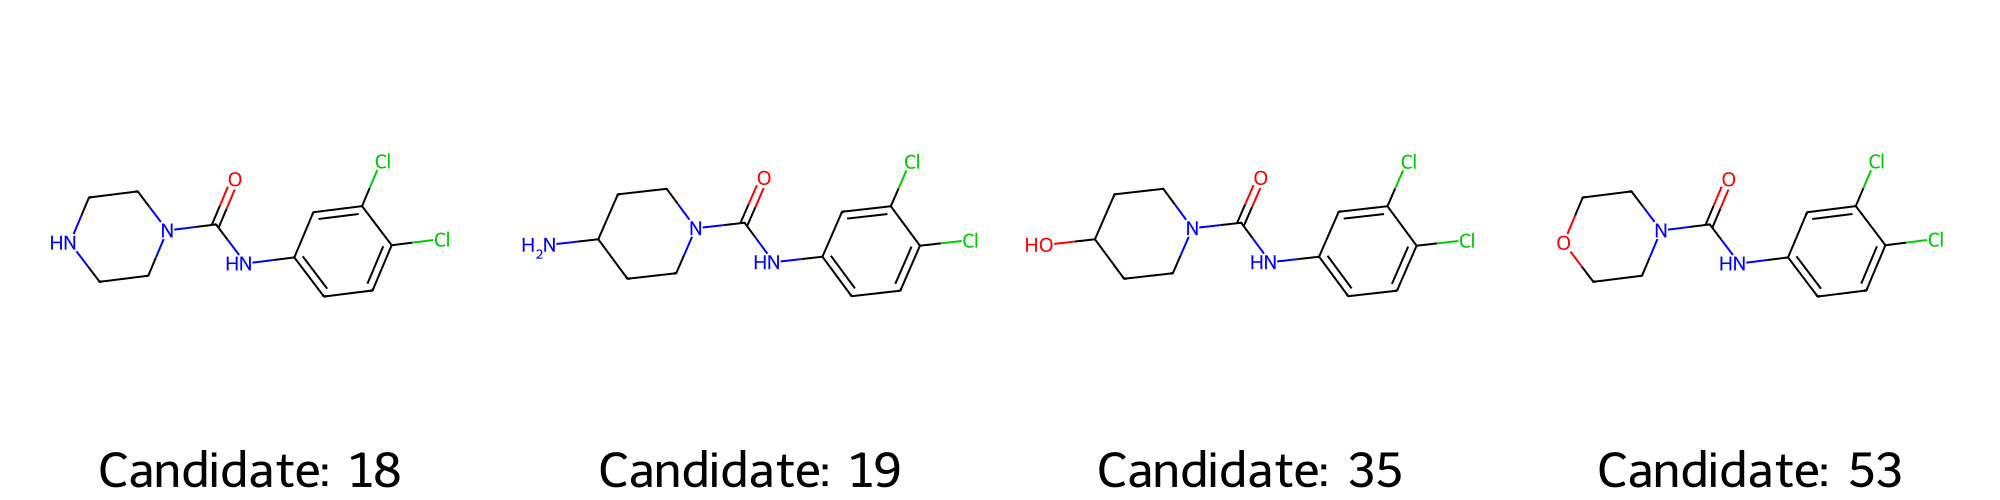 Cl Cl Cl Cl
O O O O
HN N Cl H2N N Cl HO N Cl O N Cl
HN HN HN HN
Candidate: 18 Candidate: 19 Candidate: 35 Candidate: 53